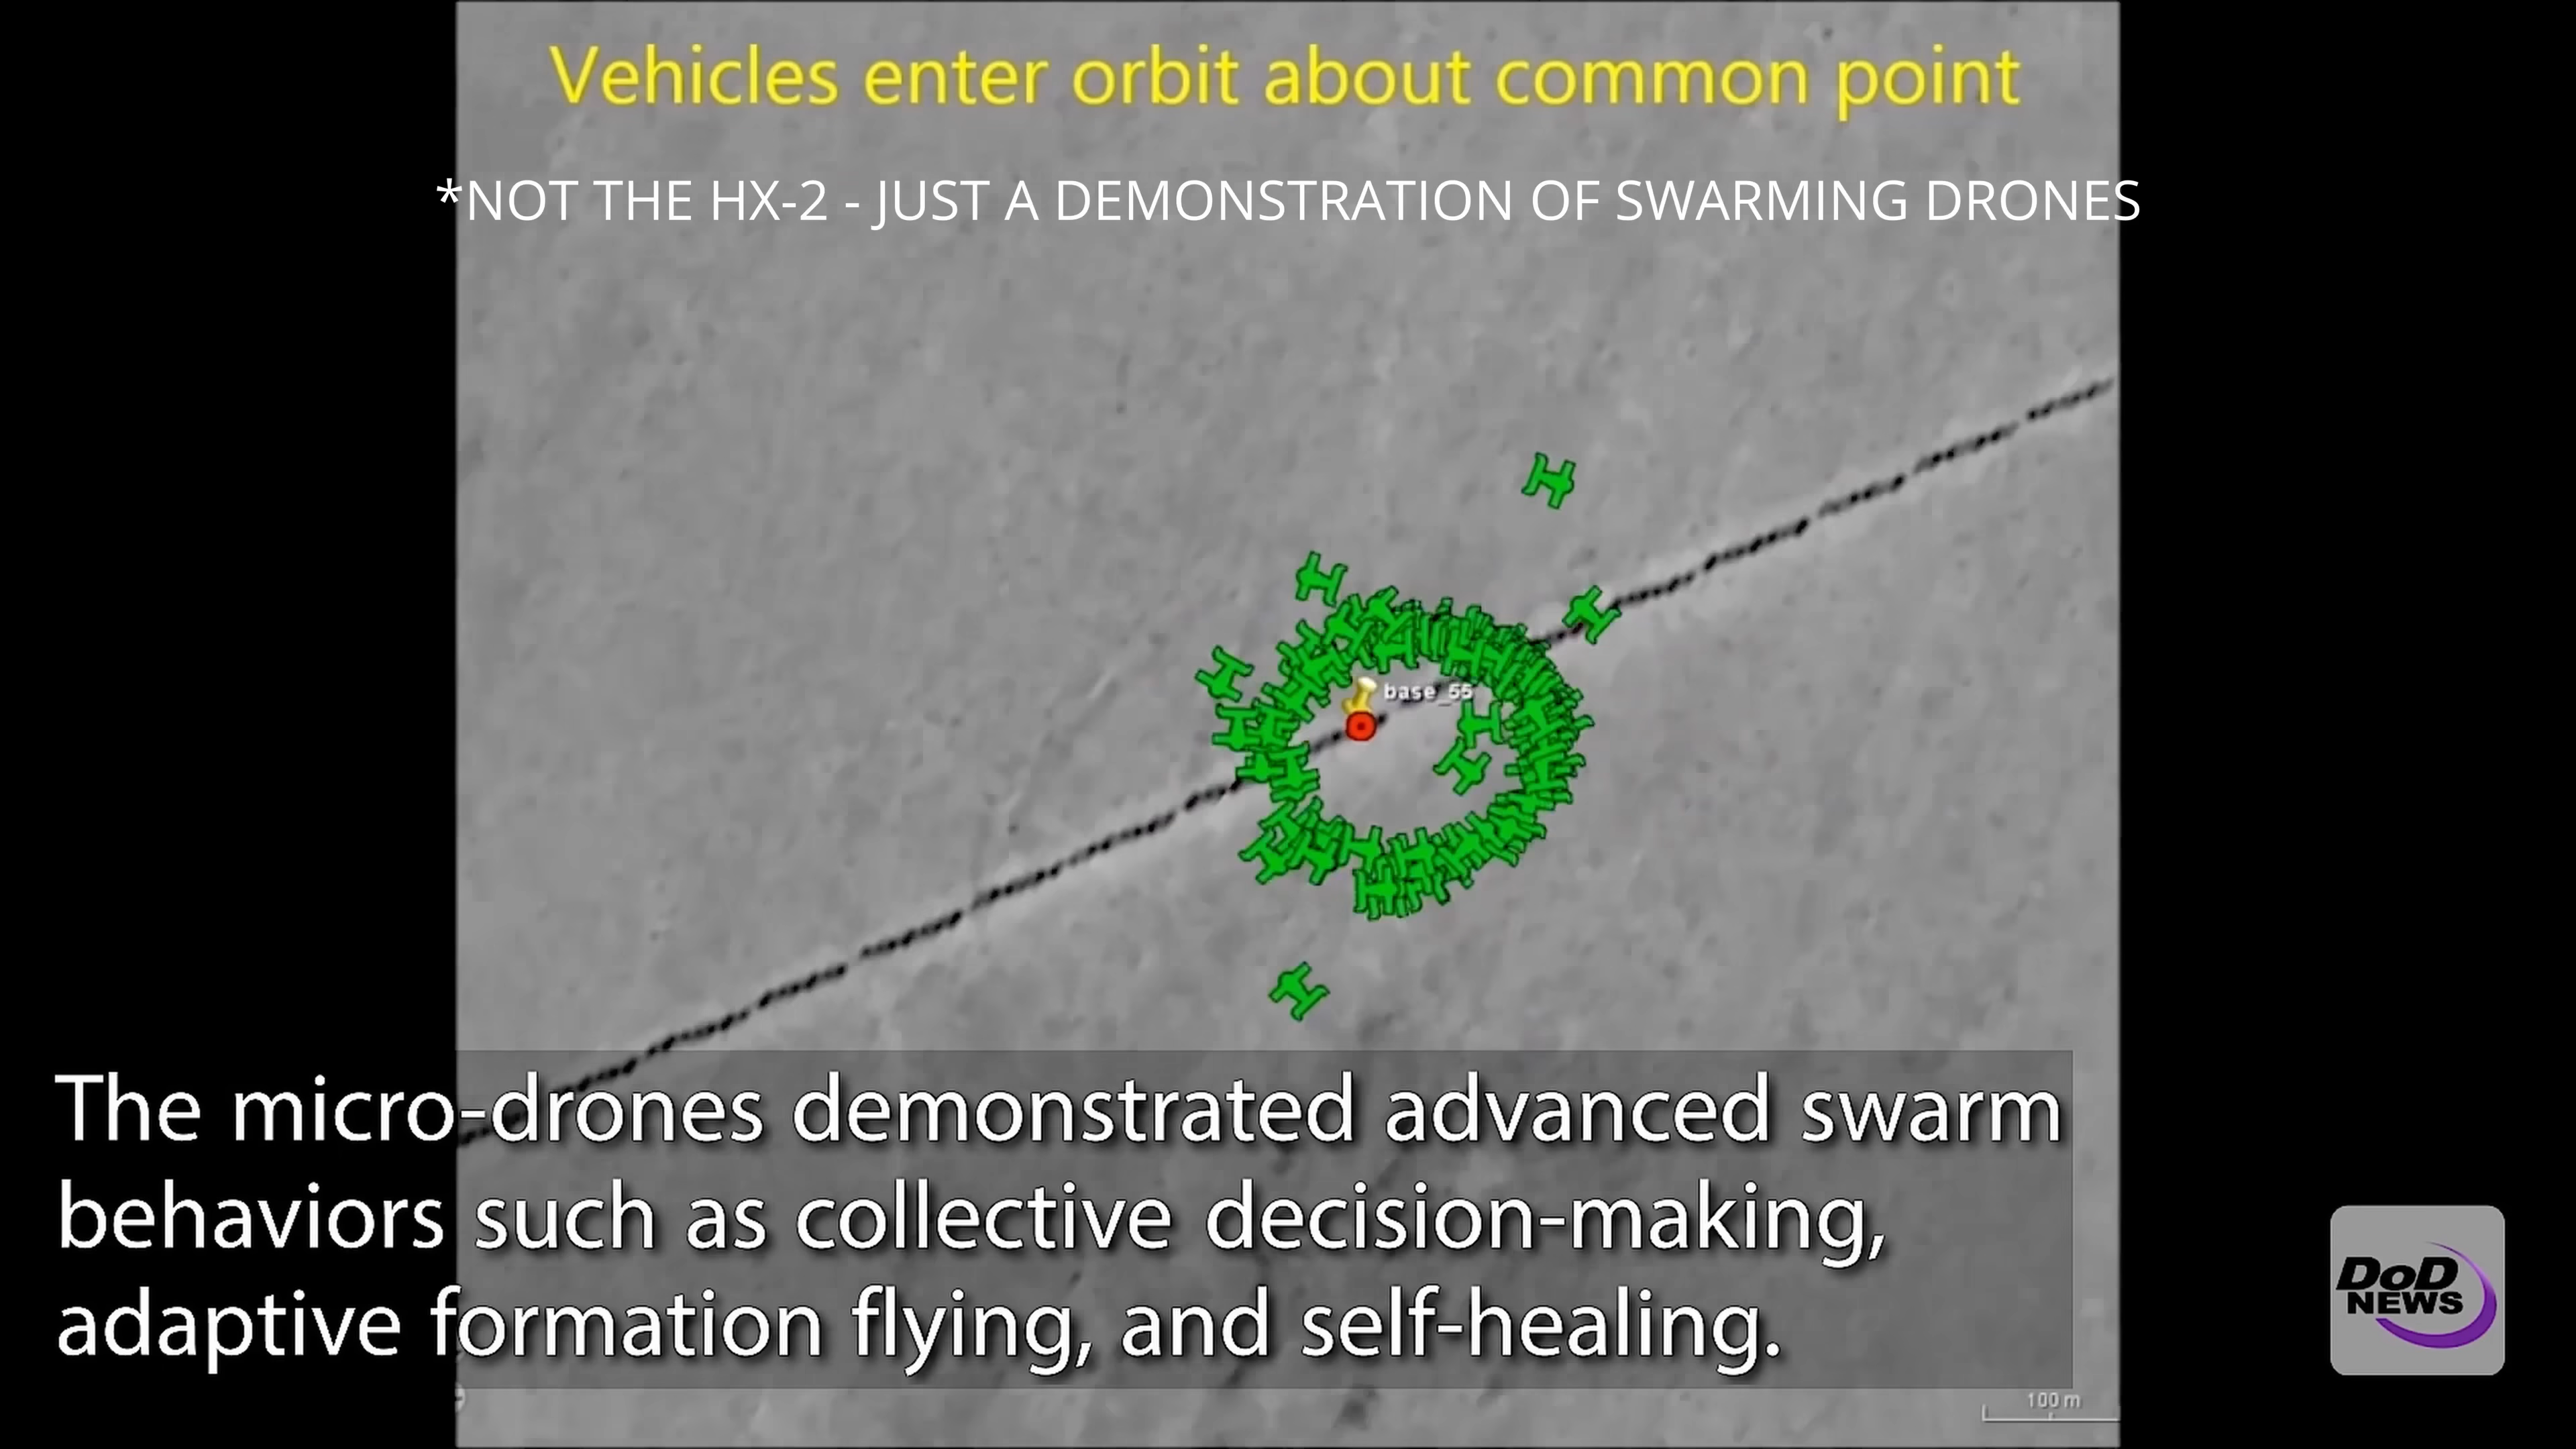 Vehicles enter orbit about common point
*NOT THE HX-2 - JUST A DEMONSTRATION OF SWARMING DRONES
base_55
The micro-drones demonstrated advanced swarm
behaviors such as collective decision-making,
adaptive formation flying, and self-healing.
DoD
NEWS
100 m